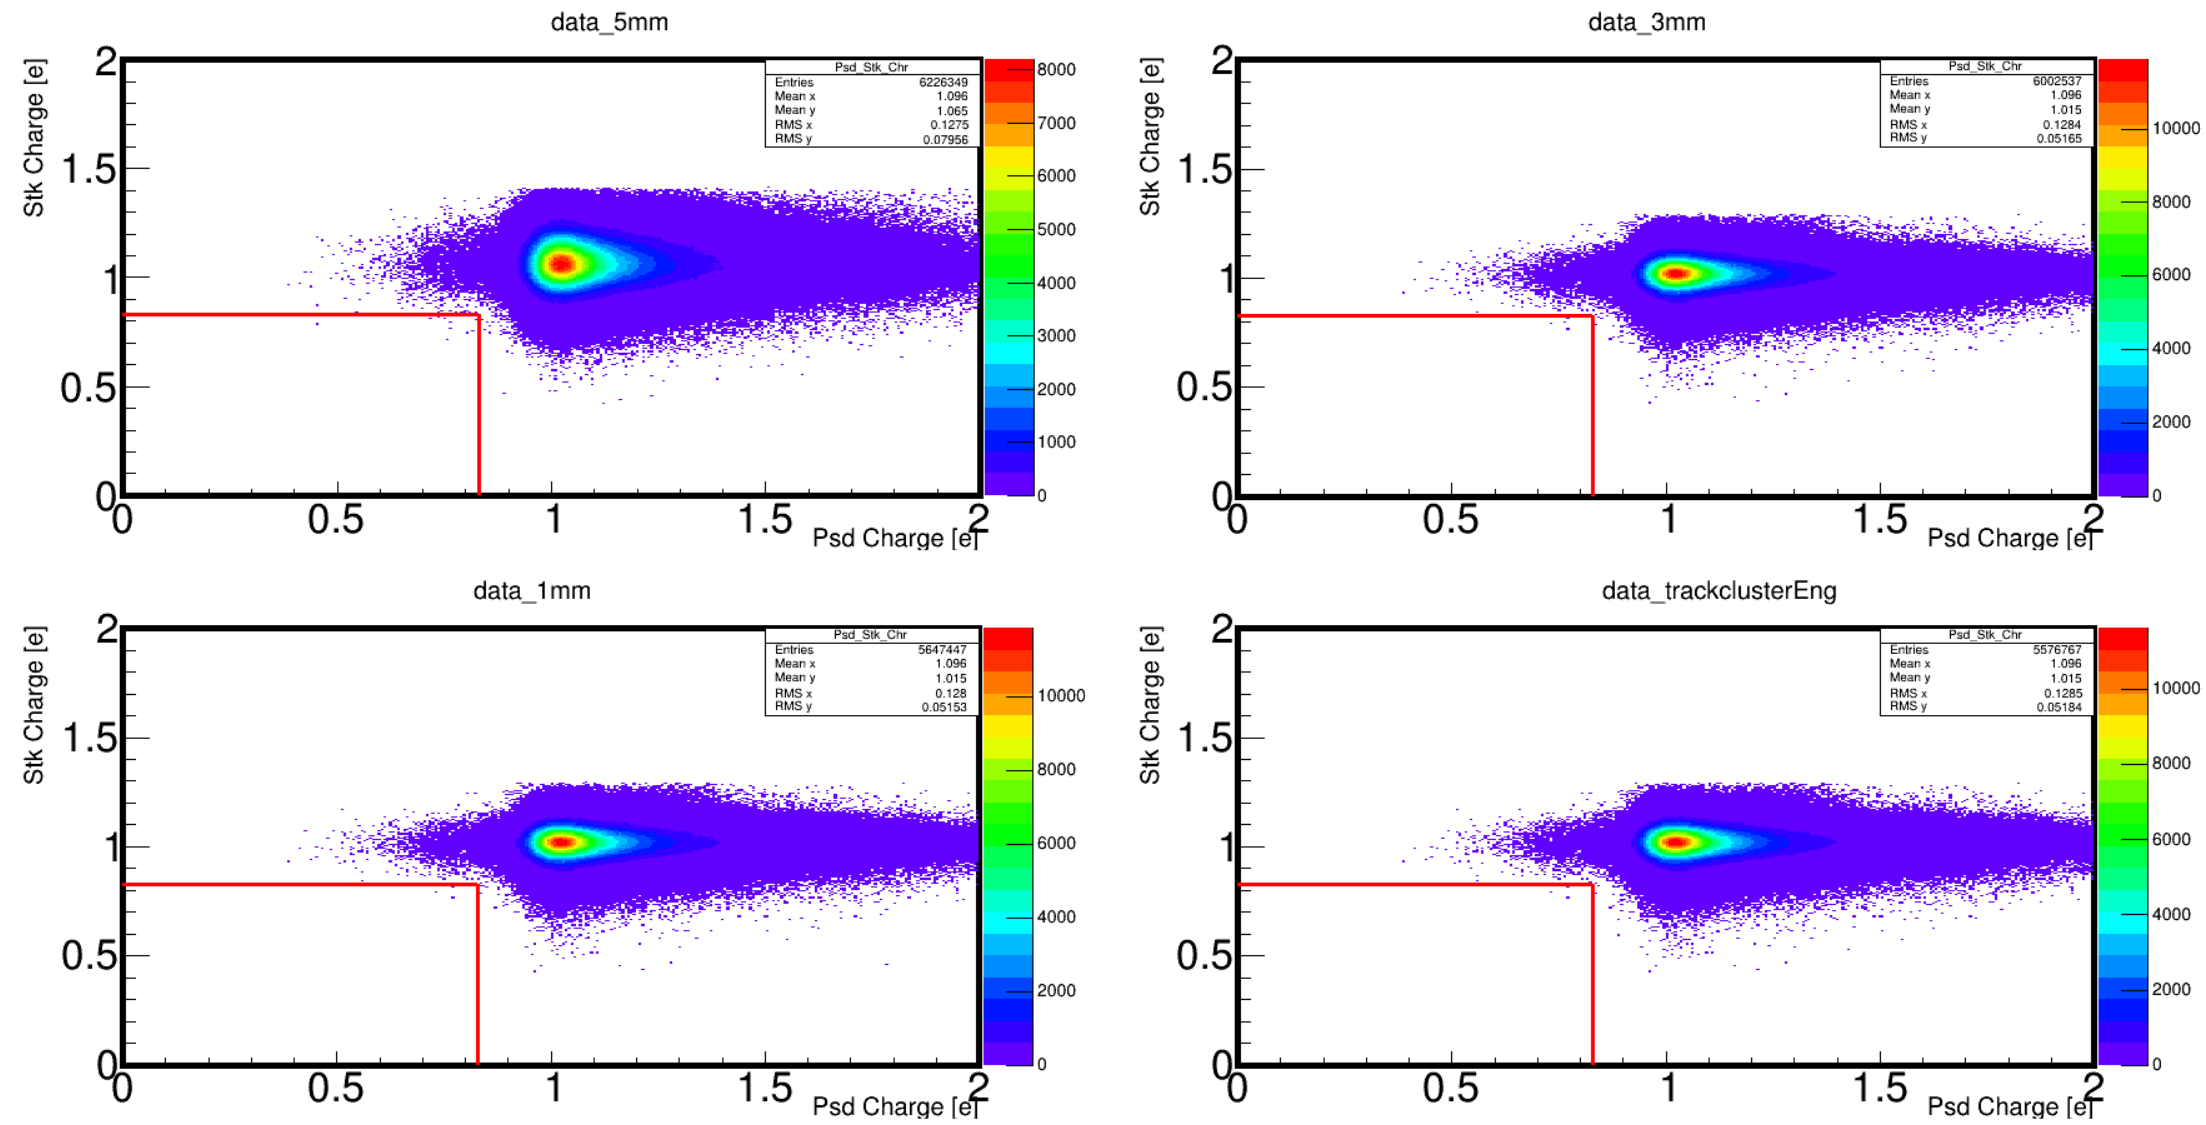 data_5mm
Stk Charge [e]
2
1.5
1
0.5
0
0 0.5 1 1.5 2
Psd Charge [e]
Psd_Stk_Chr
Entries 6226349
Mean x 1.096
Mean y 1.065
RMS x 0.1275
RMS y 0.07956
8000
7000
6000
5000
4000
3000
2000
1000
0
data_3mm
Stk Charge [e]
2
1.5
1
0.5
0
0 0.5 1 1.5 2
Psd Charge [e]
Psd_Stk_Chr
Entries 6002537
Mean x 1.096
Mean y 1.015
RMS x 0.1284
RMS y 0.05165
10000
8000
6000
4000
2000
0
data_1mm
Stk Charge [e]
2
1.5
1
0.5
0
0 0.5 1 1.5 2
Psd Charge [e]
Psd_Stk_Chr
Entries 5647447
Mean x 1.096
Mean y 1.015
RMS x 0.128
RMS y 0.05153
10000
8000
6000
4000
2000
0
data_trackclusterEng
Stk Charge [e]
2
1.5
1
0.5
0
0 0.5 1 1.5 2
Psd Charge [e]
Psd_Stk_Chr
Entries 5576767
Mean x 1.096
Mean y 1.015
RMS x 0.1285
RMS y 0.05184
10000
8000
6000
4000
2000
0